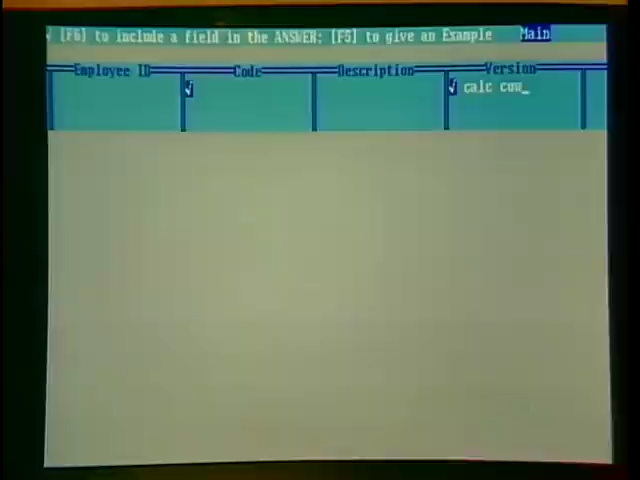 √ [F6] to include a field in the ANSWER; [F5] to give an Example Main
Employee ID Code Description Version
√ √ calc cou_